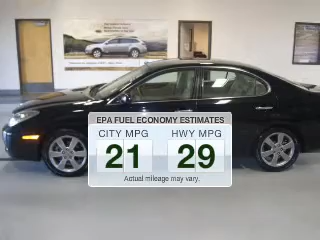 EPA FUEL ECONOMY ESTIMATES
CITY MPG HWY MPG
21 29
Actual mileage may vary.